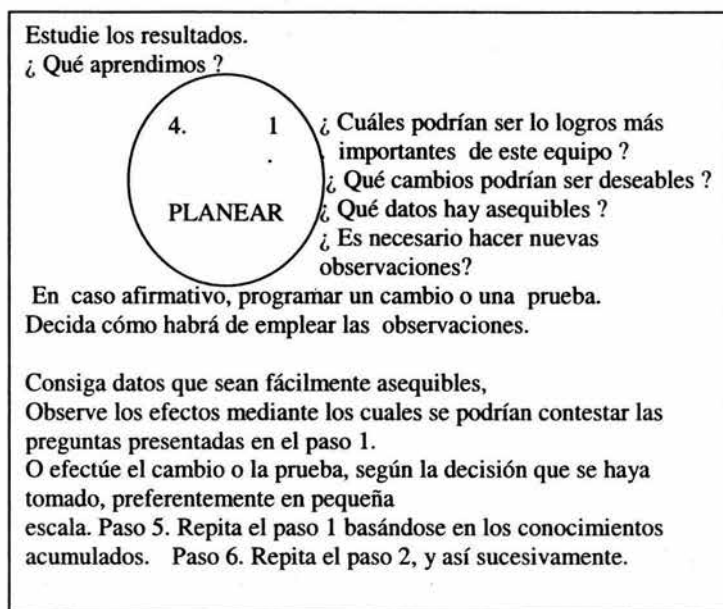 Estudie los resultados.
¿ Qué aprendimos ?
4. 1 ¿ Cuáles podrían ser lo logros más
. importantes de este equipo ?
¿ Qué cambios podrían ser deseables ?
PLANEAR ¿ Qué datos hay asequibles ?
¿ Es necesario hacer nuevas
observaciones?
En caso afirmativo, programar un cambio o una prueba.
Decida cómo habrá de emplear las observaciones.
Consiga datos que sean fácilmente asequibles,
Observe los efectos mediante los cuales se podrían contestar las
preguntas presentadas en el paso 1.
O efectúe el cambio o la prueba, según la decisión que se haya
tomado, preferentemente en pequeña
escala. Paso 5. Repita el paso 1 basándose en los conocimientos
acumulados. Paso 6. Repita el paso 2, y así sucesivamente.